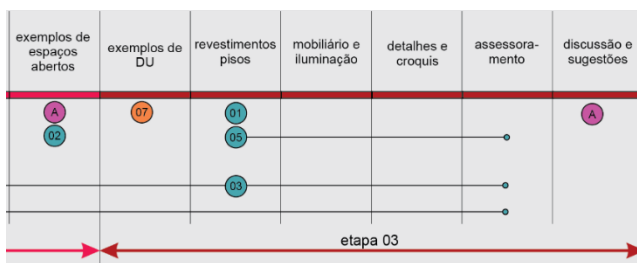 exemplos de
espaços
abertos
exemplos de
DU
revestimentos
pisos
mobiliário e
iluminação
detalhes e
croquis
assessora-
mento
discussão e
sugestões
A
07
01
A
02
05
03
etapa 03